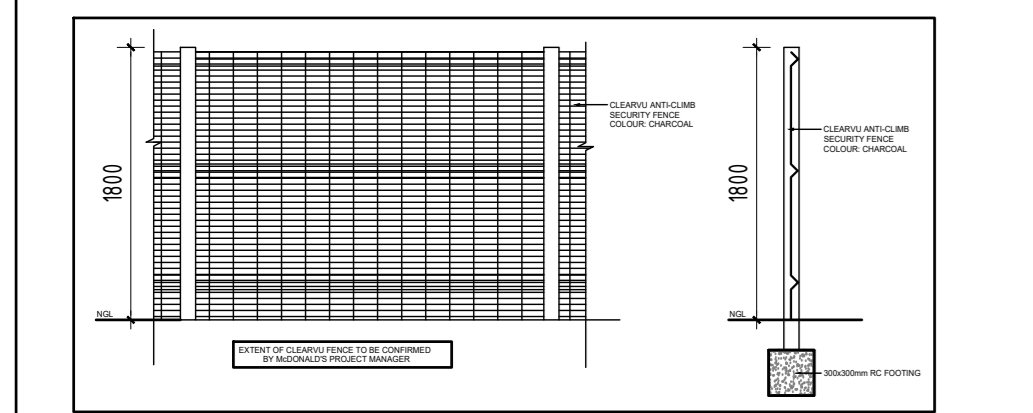 1800
CLEARVU ANTI-CLIMB
SECURITY FENCE
COLOUR: CHARCOAL
NGL
EXTENT OF CLEARVU FENCE TO BE CONFIRMED
BY McDONALD'S PROJECT MANAGER
1800
CLEARVU ANTI-CLIMB
SECURITY FENCE
COLOUR: CHARCOAL
NGL
300x300mm RC FOOTING